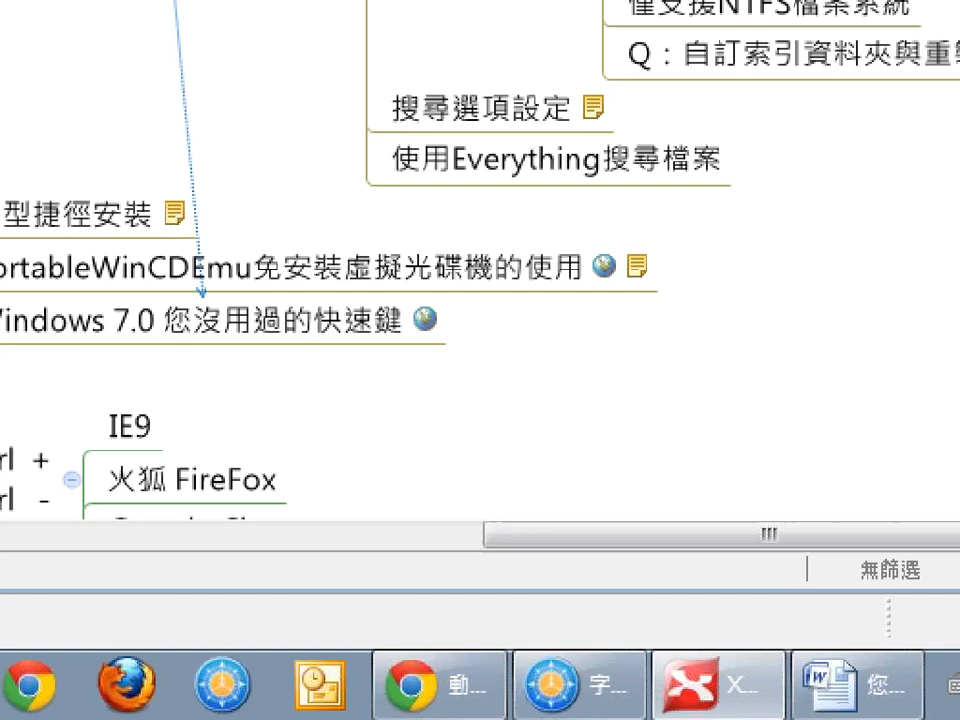 僅支援NTFS檔案系統
Q：自訂索引資料夾與重
搜尋選項設定
使用Everything搜尋檔案
型捷徑安裝
ortableWinCDEmu免安裝虛擬光碟機的使用
indows 7.0 您沒用過的快速鍵
IE9
rl +
火狐 FireFox
rl -
無篩選
動...
字...
X...
您...